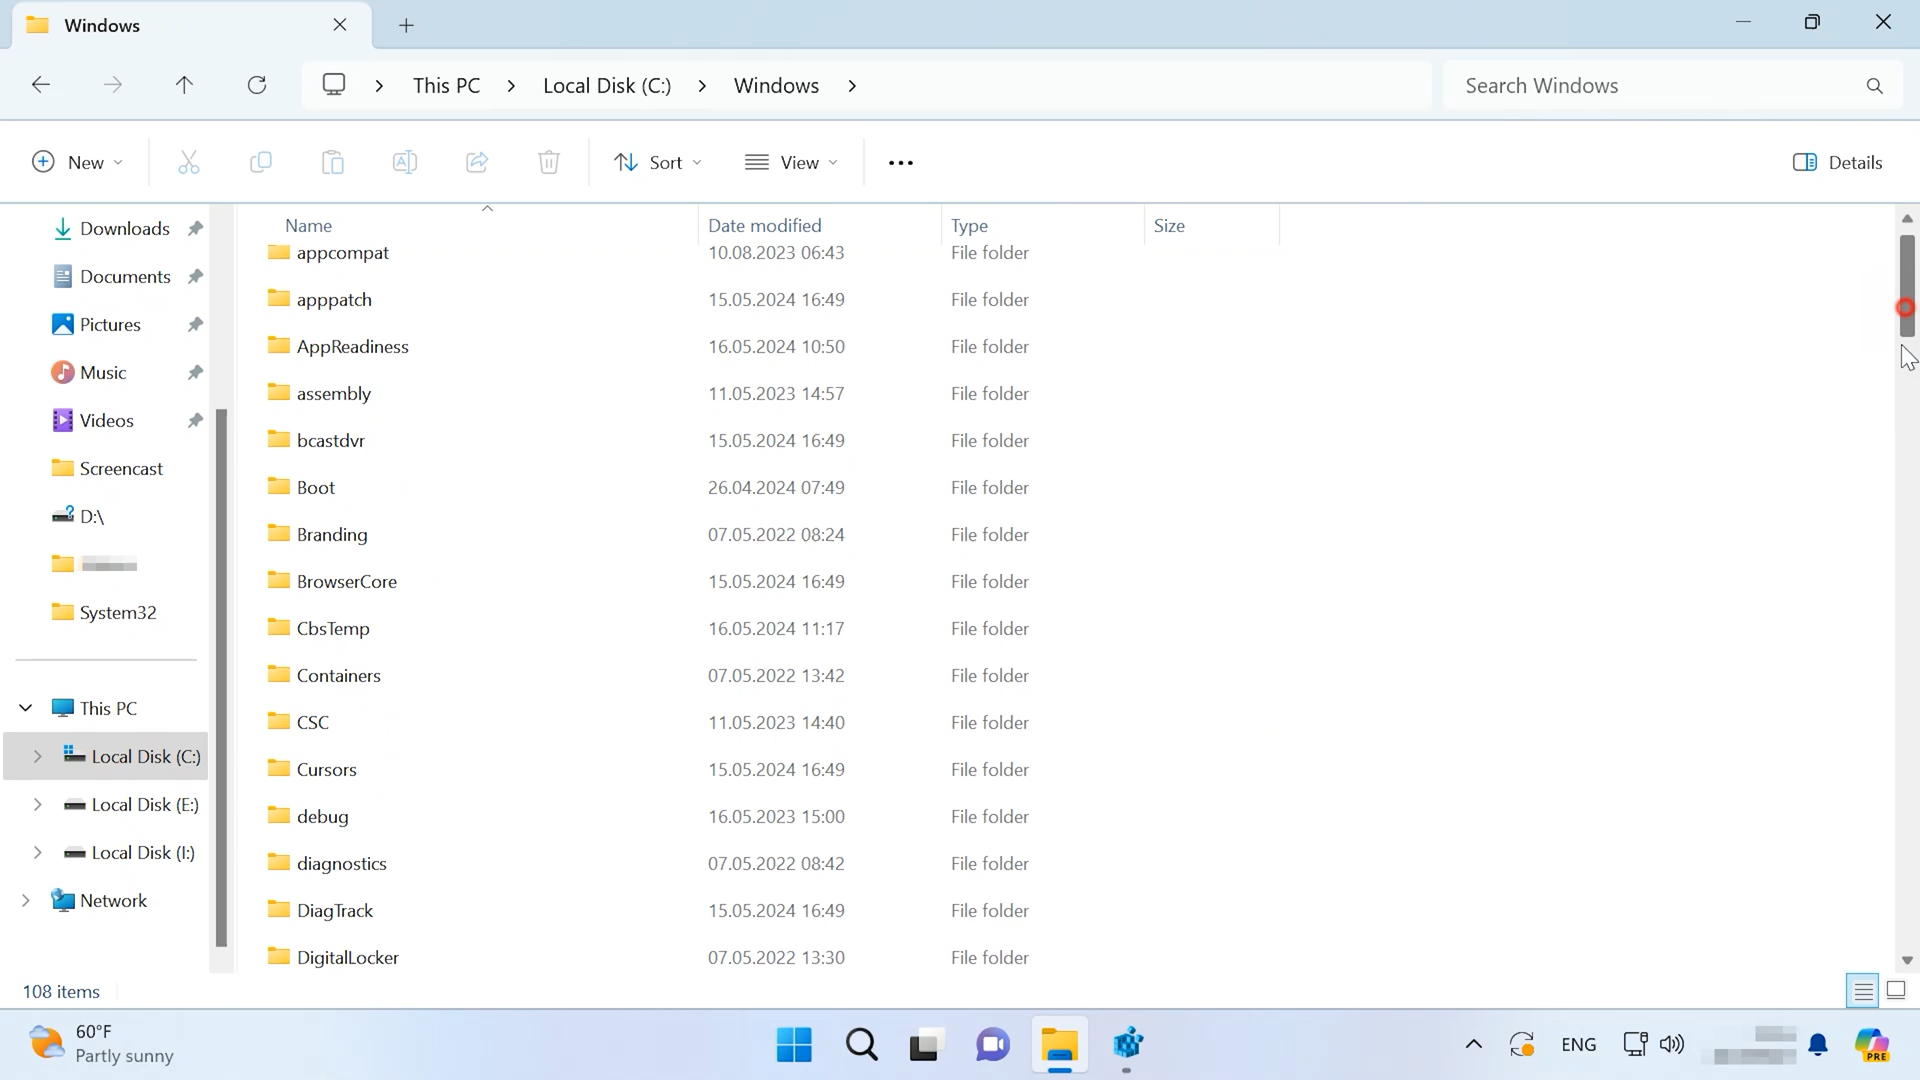 Windows
This PC
Local Disk (C:)
Windows
Search Windows
New
Sort
View
Details
Name
Date modified
Type
Size
Downloads
Documents
Pictures
Music
Videos
Screencast
D:\
System32
This PC
Local Disk (C:)
Local Disk (E:)
Local Disk (I:)
Network
appcompat 10.08.2023 06:43 File folder
apppatch 15.05.2024 16:49 File folder
AppReadiness 16.05.2024 10:50 File folder
assembly 11.05.2023 14:57 File folder
bcastdvr 15.05.2024 16:49 File folder
Boot 26.04.2024 07:49 File folder
Branding 07.05.2022 08:24 File folder
BrowserCore 15.05.2024 16:49 File folder
CbsTemp 16.05.2024 11:17 File folder
Containers 07.05.2022 13:42 File folder
CSC 11.05.2023 14:40 File folder
Cursors 15.05.2024 16:49 File folder
debug 16.05.2023 15:00 File folder
diagnostics 07.05.2022 08:42 File folder
DiagTrack 15.05.2024 16:49 File folder
DigitalLocker 07.05.2022 13:30 File folder
108 items
60°F
Partly sunny
ENG
PRE